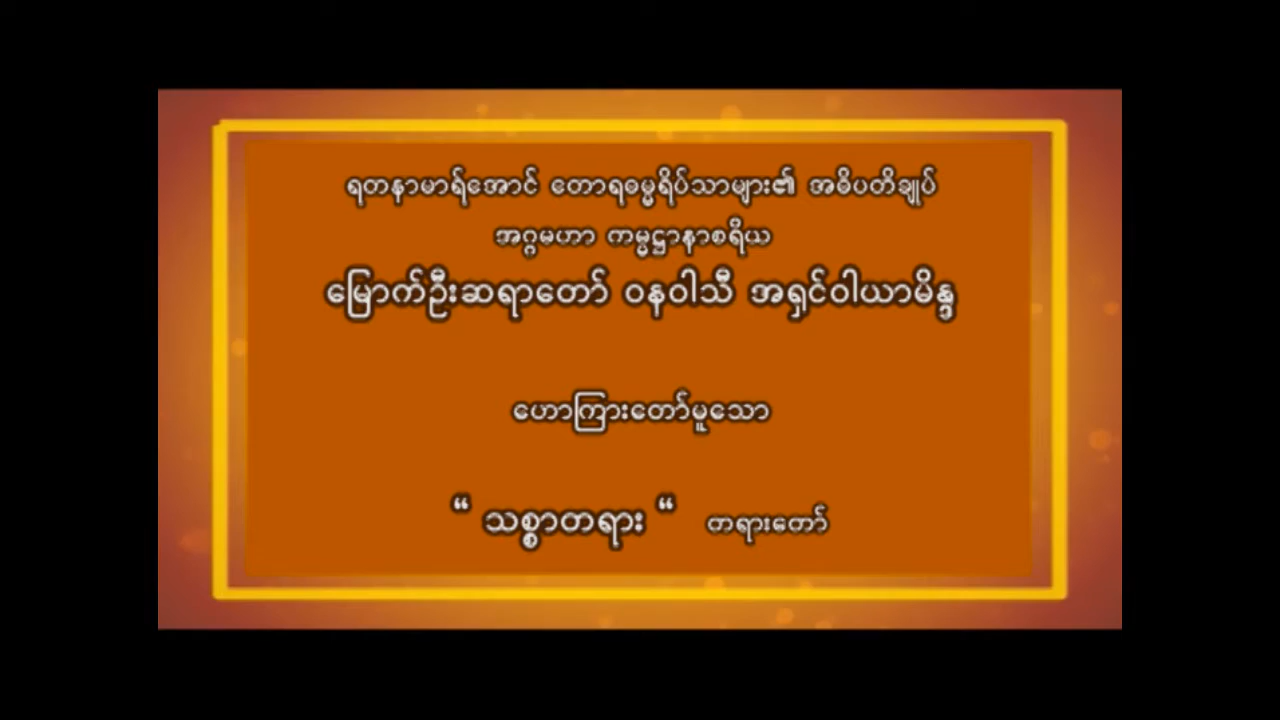 ရတနာမာရ်အောင် တောရဓမ္မရိပ်သာများ၏ အဓိပတိချုပ်
အဂ္ဂမဟာ ကမ္မဋ္ဌာနာစရိယ
မြောက်ဦးဆရာတော် ဝနဝါသီ အရှင်ဝါယာမိန္ဒ
ဟောကြားတော်မူသော
“ သစ္စာတရား “ တရားတော်